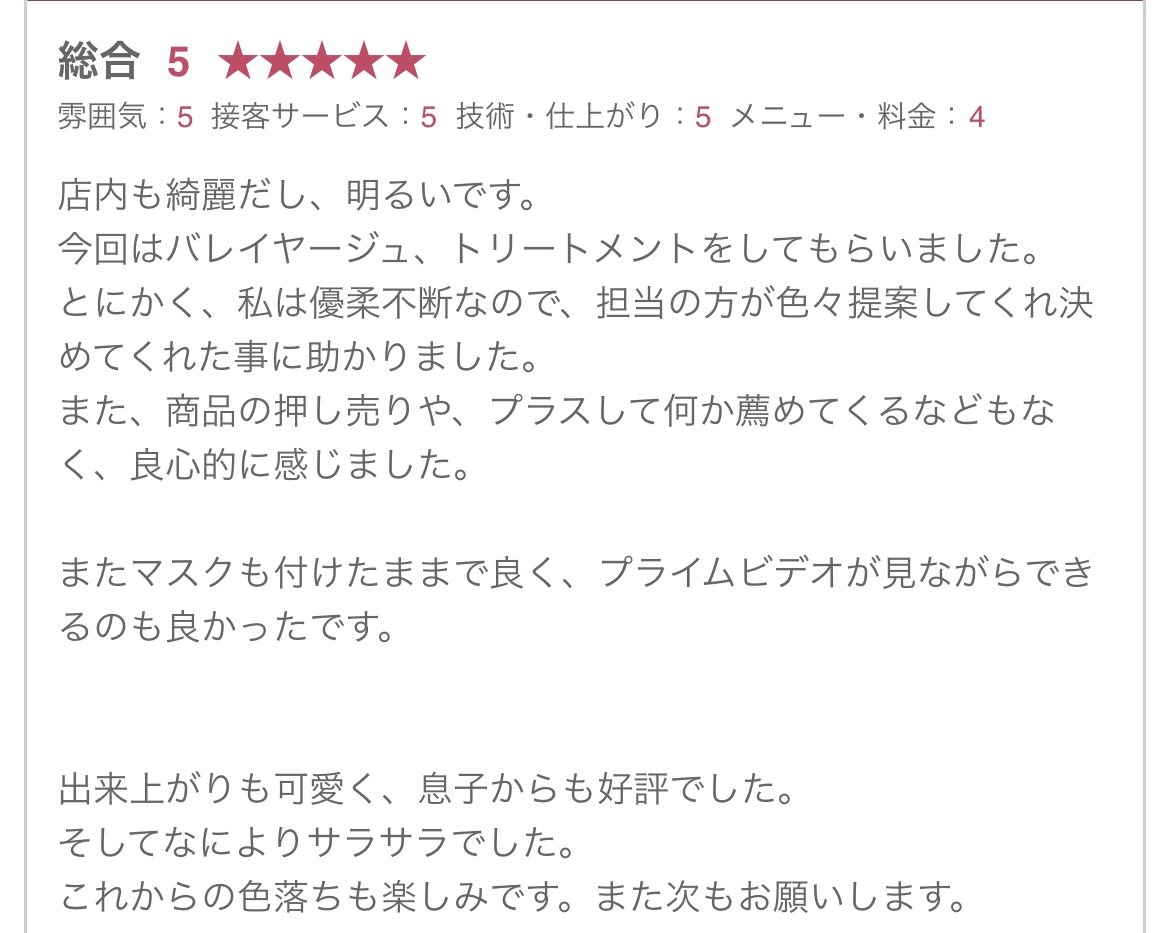 総合 5 ★★★★★
雰囲気：5 接客サービス：5 技術・仕上がり：5 メニュー・料金：4
店内も綺麗だし、明るいです。
今回はバレイヤージュ、トリートメントをしてもらいました。
とにかく、私は優柔不断なので、担当の方が色々提案してくれ決
めてくれた事に助かりました。
また、商品の押し売りや、プラスして何か薦めてくるなどもな
く、良心的に感じました。
またマスクも付けたままで良く、プライムビデオが見ながらでき
るのも良かったです。
出来上がりも可愛く、息子からも好評でした。
そしてなによりサラサラでした。
これからの色落ちも楽しみです。また次もお願いします。